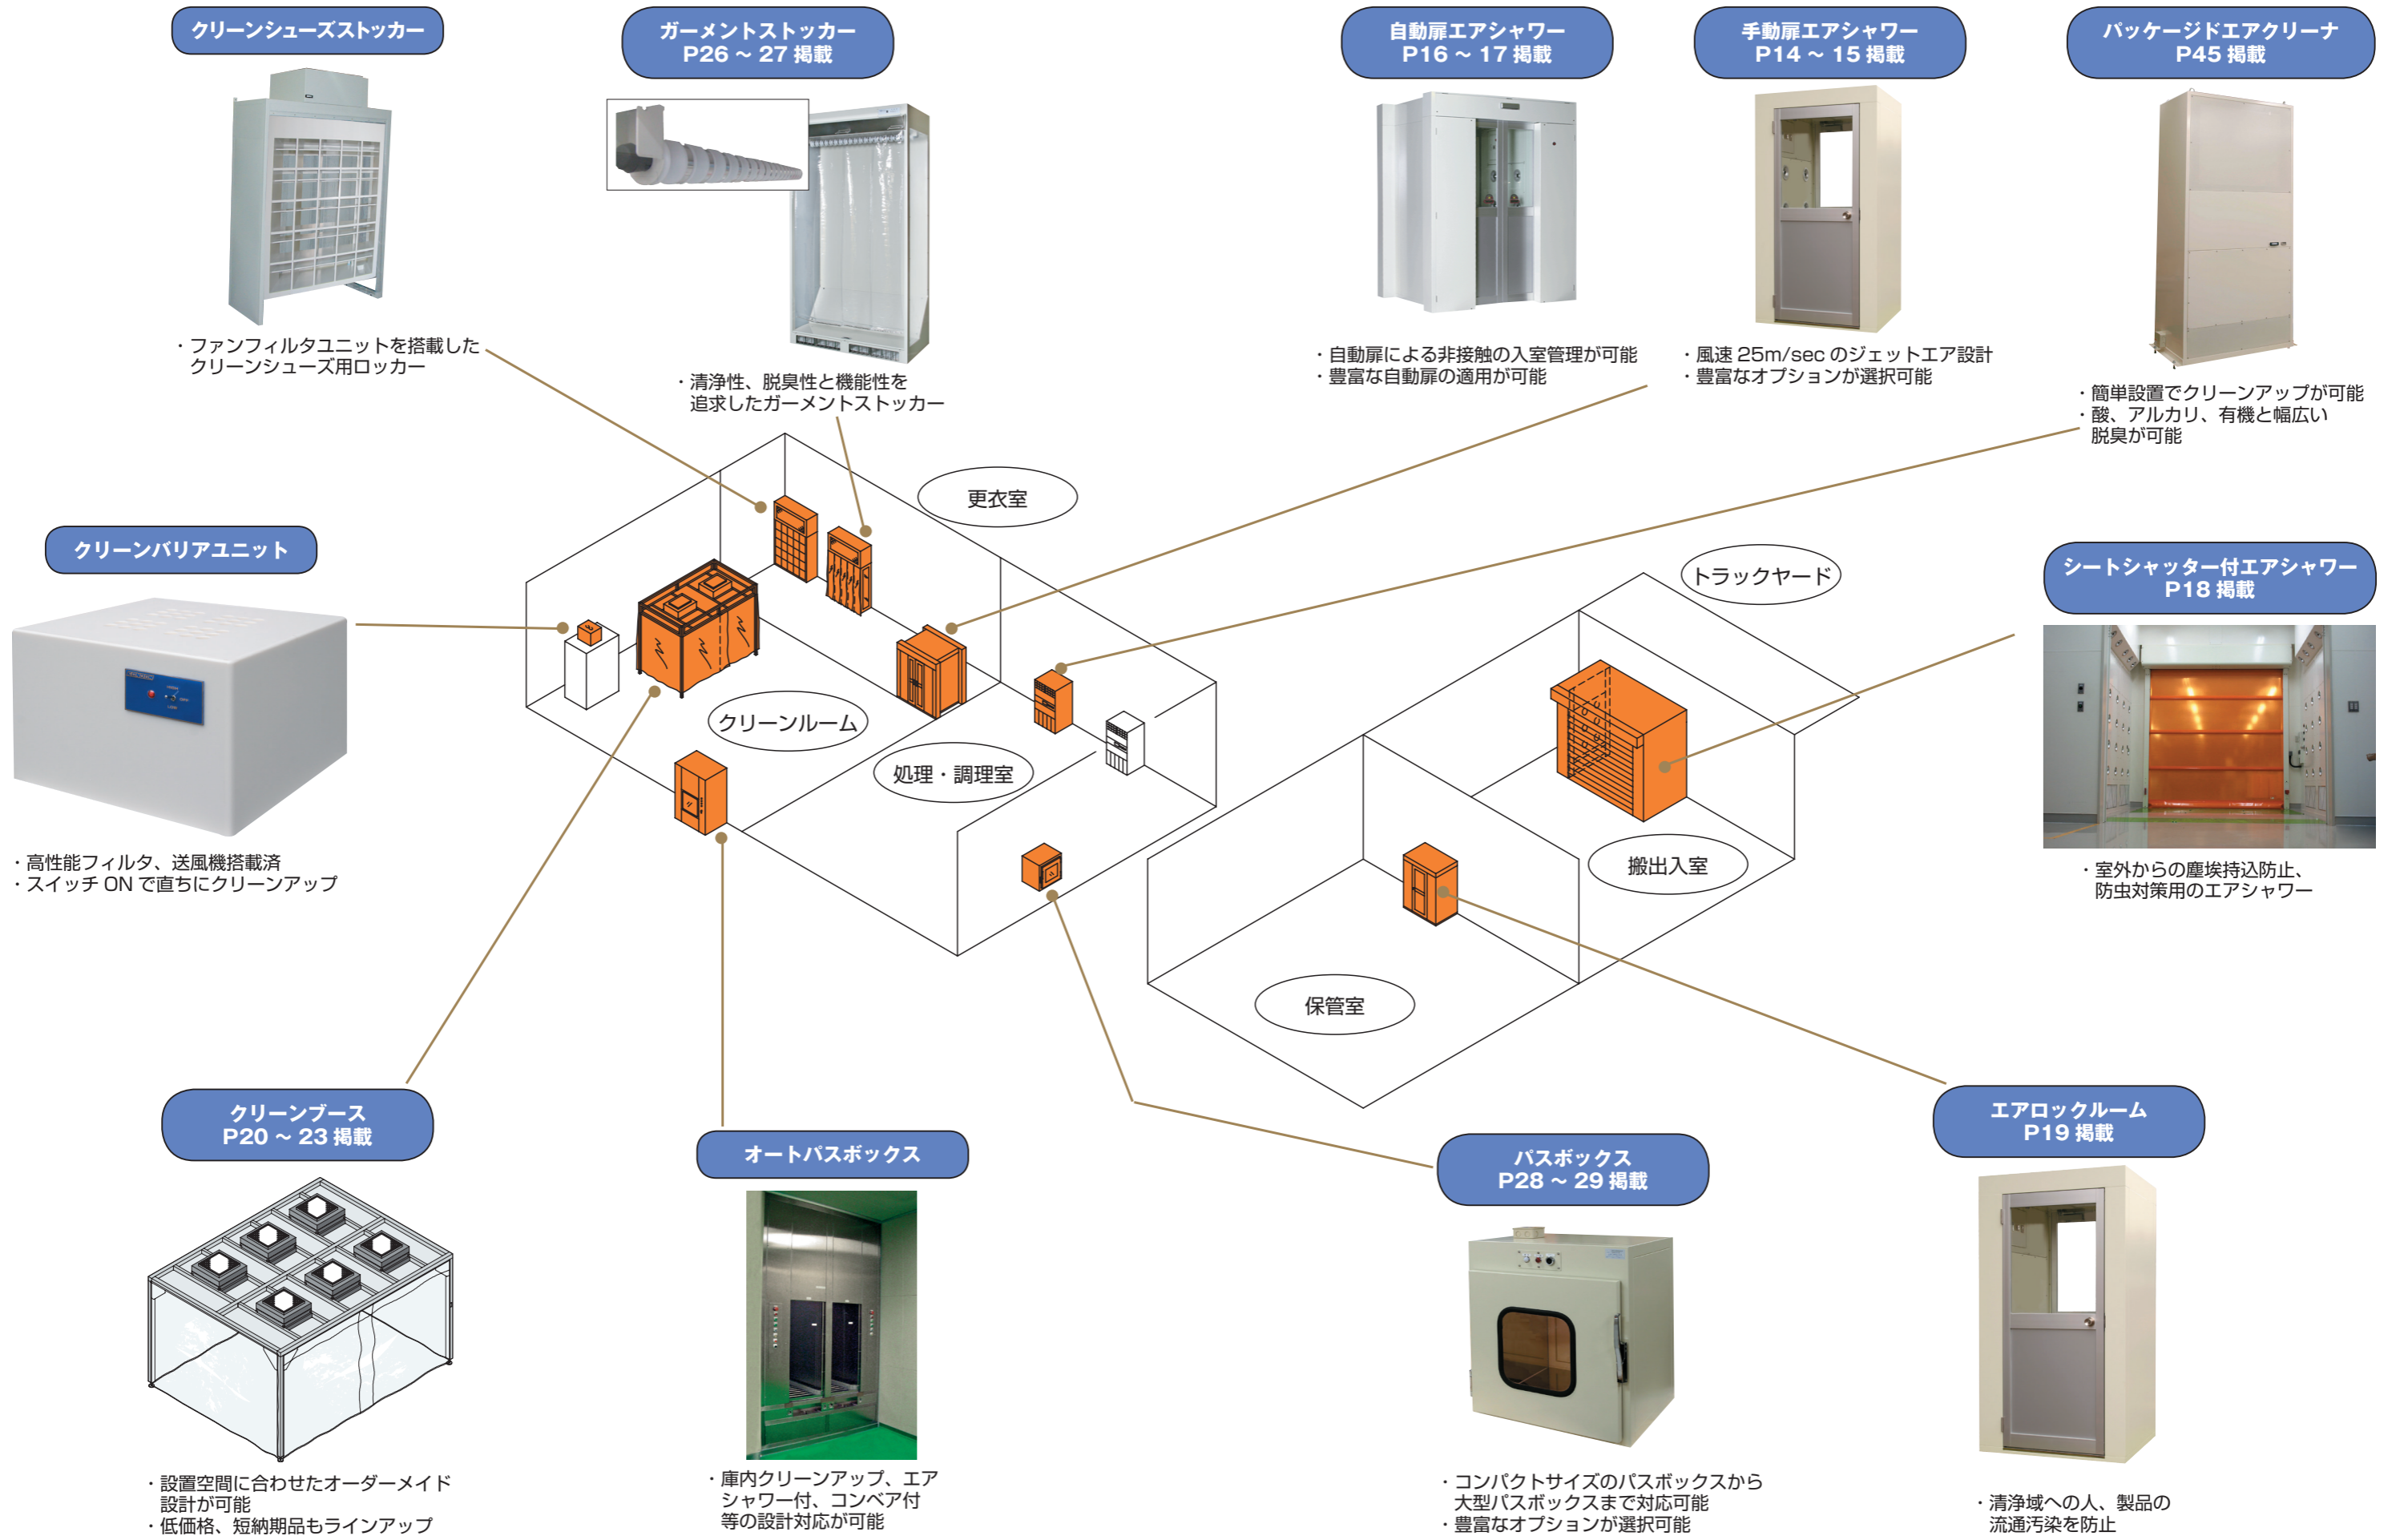 クリーンシューズストッカー
・ファンフィルタユニットを搭載した
クリーンシューズ用ロッカー
ガーメントストッカー
P26 ~ 27 掲載
・清浄性、脱臭性と機能性を
追求したガーメントストッカー
自動扉エアシャワー
P16 ~ 17 掲載
・自動扉による非接触の入室管理が可能
・豊富な自動扉の適用が可能
手動扉エアシャワー
P14 ~ 15 掲載
・風速 25m/sec のジェットエア設計
・豊富なオプションが選択可能
パッケージドエアクリーナ
P45 掲載
・簡単設置でクリーンアップが可能
・酸、アルカリ、有機と幅広い
脱臭が可能
クリーンバリアユニット
・高性能フィルタ、送風機搭載済
・スイッチ ON で直ちにクリーンアップ
更衣室
クリーンルーム
処理・調理室
トラックヤード
搬出入室
保管室
シートシャッター付エアシャワー
P18 掲載
・室外からの塵埃持込防止、
防虫対策用のエアシャワー
クリーンブース
P20 ~ 23 掲載
・設置空間に合わせたオーダーメイド
設計が可能
・低価格、短納期品もラインアップ
オートパスボックス
・庫内クリーンアップ、エア
シャワー付、コンベア付
等の設計対応が可能
パスボックス
P28 ~ 29 掲載
・コンパクトサイズのパスボックスから
大型パスボックスまで対応可能
・豊富なオプションが選択可能
エアロックルーム
P19 掲載
・清浄域への人、製品の
流通汚染を防止